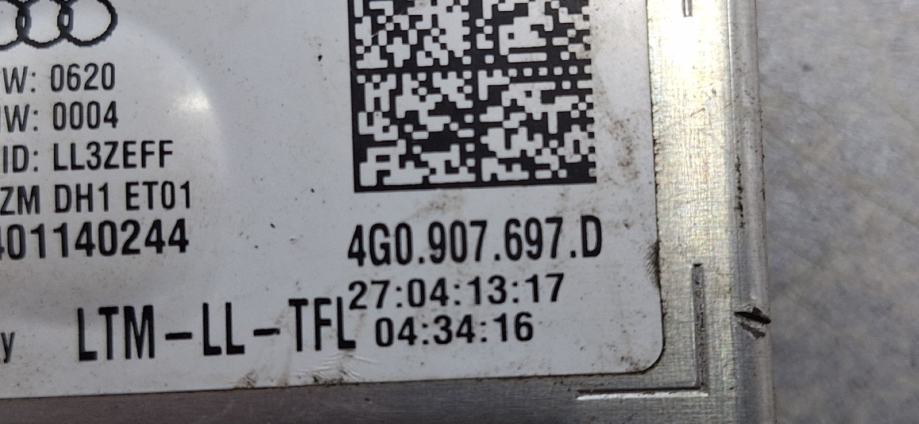 W: 0620
W: 0004
ID: LL3ZEFF
ZM DH1 ET01
01140244
4G0.907.697.D
27:04:13:17
LTM-LL-TFL
04:34:16